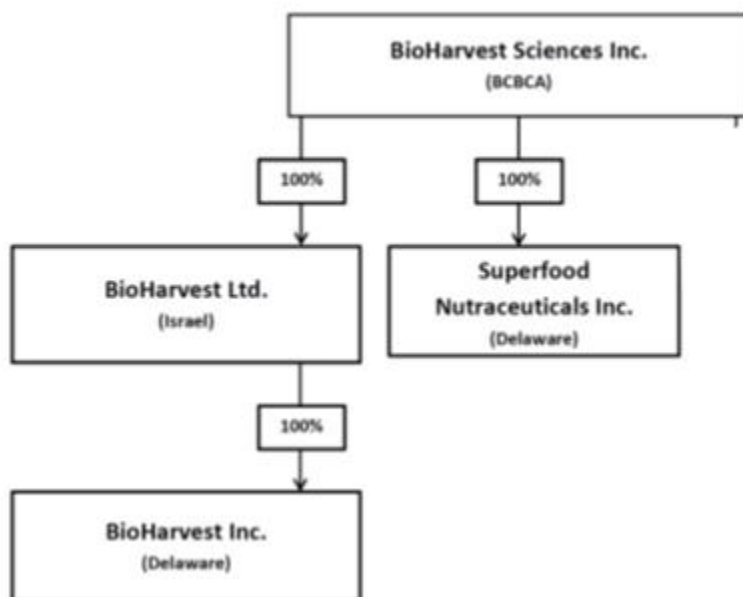 BioHarvest Sciences Inc.
(BCBCA)
100%
100%
BioHarvest Ltd.
(Israel)
Superfood
Nutraceuticals Inc.
(Delaware)
100%
BioHarvest Inc.
(Delaware)